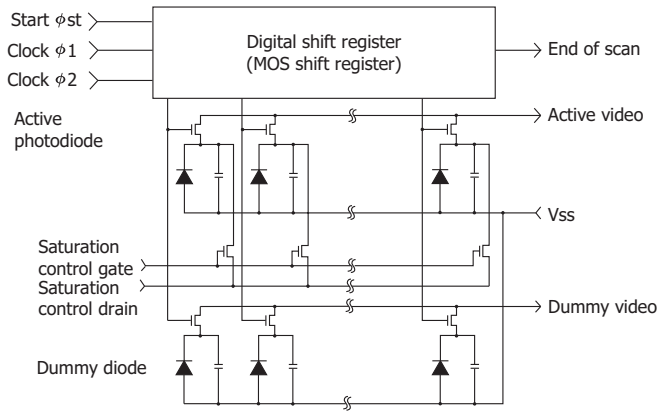 Start ϕst
Clock ϕ1
Clock ϕ2
Digital shift register
(MOS shift register)
End of scan
Active
photodiode
Active video
Vss
Saturation
control gate
Saturation
control drain
Dummy video
Dummy diode